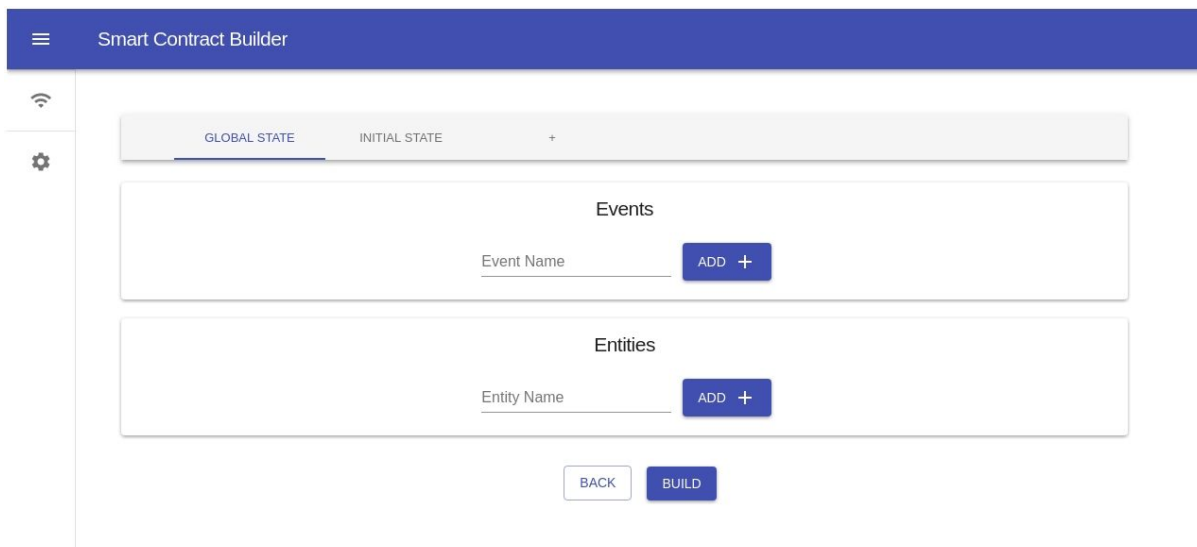 Smart Contract Builder
GLOBAL STATE INITIAL STATE +
Events
Event Name ADD +
Entities
Entity Name ADD +
BACK BUILD